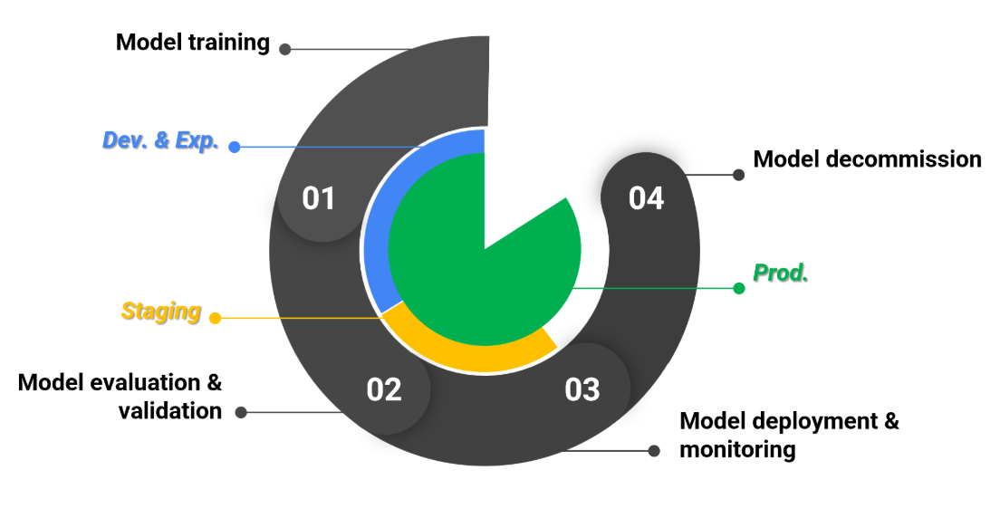 Model training
Dev. & Exp.
01
04
Model decommission
Prod.
Staging
Model evaluation &
validation
02
03
Model deployment &
monitoring